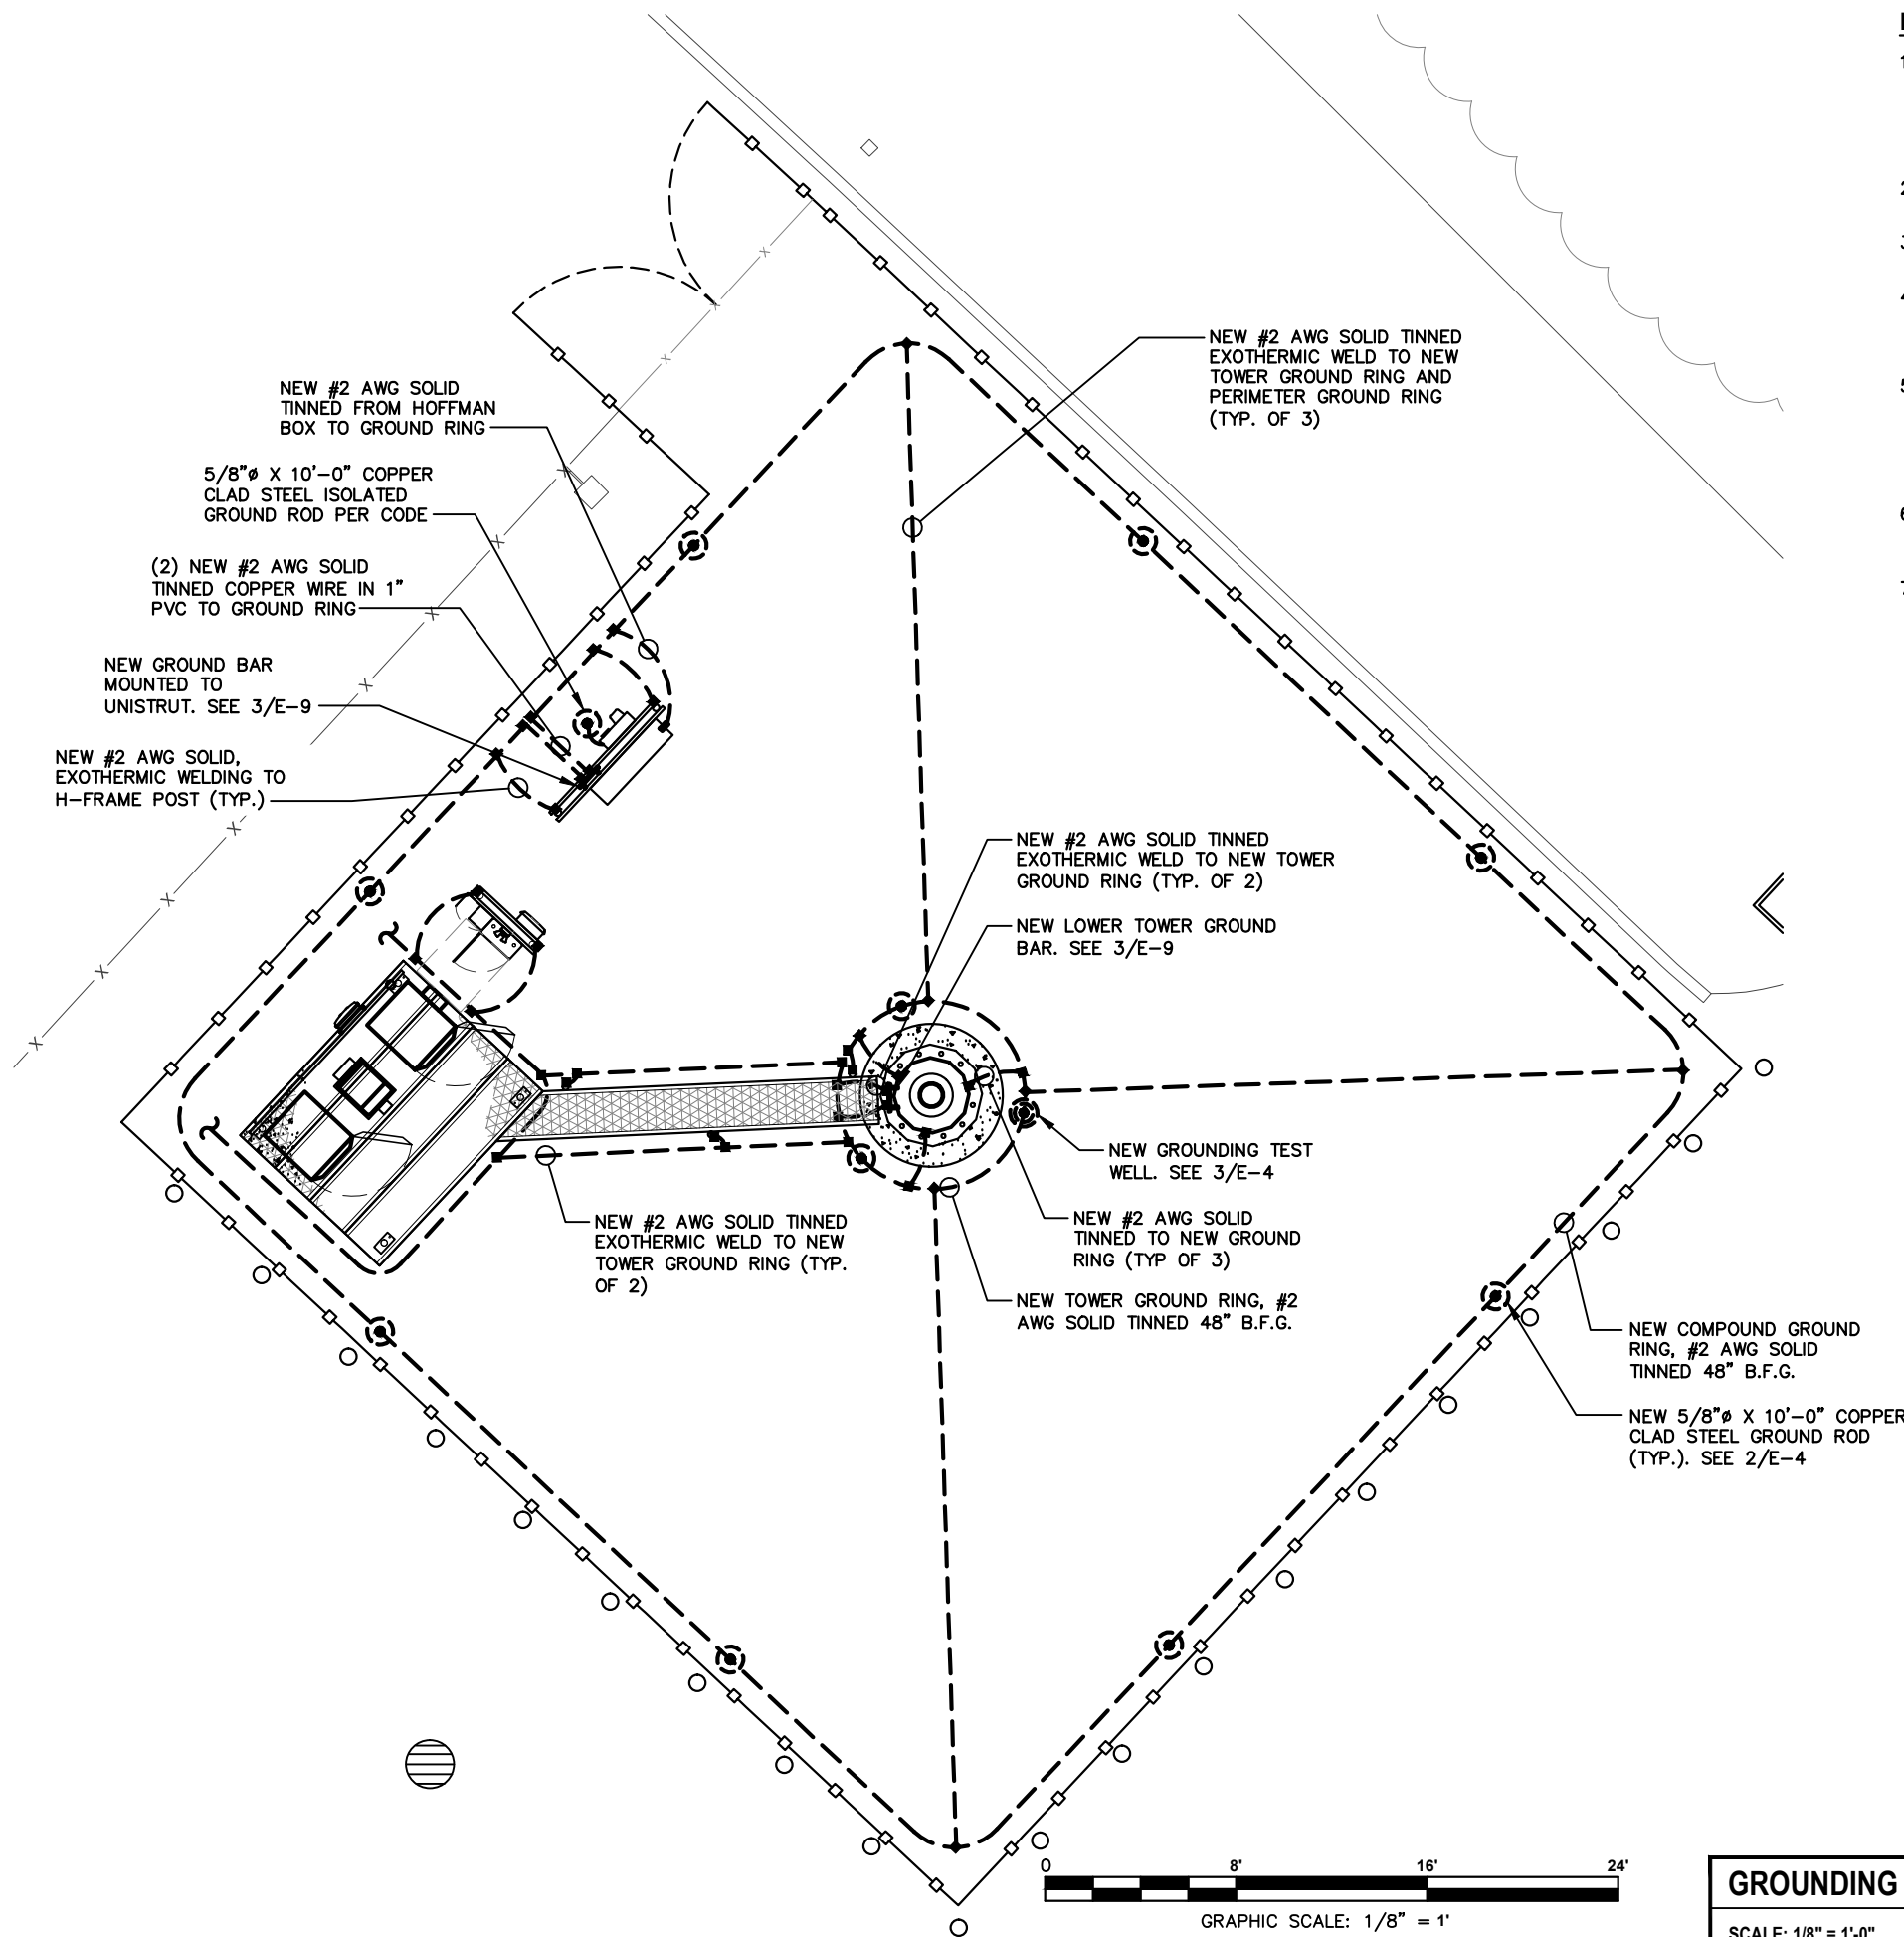 NEW #2 AWG SOLID TINNED
EXOTHERMIC WELD TO NEW
TOWER GROUND RING AND
PERIMETER GROUND RING
(TYP. OF 3)
NEW #2 AWG SOLID
TINNED FROM HOFFMAN
BOX TO GROUND RING
5/8"ø X 10'-0" COPPER
CLAD STEEL ISOLATED
GROUND ROD PER CODE
(2) NEW #2 AWG SOLID
TINNED COPPER WIRE IN 1"
PVC TO GROUND RING
NEW GROUND BAR
MOUNTED TO
UNISTRUT. SEE 3/E-9
NEW #2 AWG SOLID,
EXOTHERMIC WELDING TO
H-FRAME POST (TYP.)
NEW #2 AWG SOLID TINNED
EXOTHERMIC WELD TO NEW TOWER
GROUND RING (TYP. OF 2)
NEW LOWER TOWER GROUND
BAR. SEE 3/E-9
NEW GROUNDING TEST
WELL. SEE 3/E-4
NEW #2 AWG SOLID
TINNED TO NEW GROUND
RING (TYP OF 3)
NEW #2 AWG SOLID TINNED
EXOTHERMIC WELD TO NEW
TOWER GROUND RING (TYP.
OF 2)
NEW TOWER GROUND RING, #2
AWG SOLID TINNED 48" B.F.G.
NEW COMPOUND GROUND
RING, #2 AWG SOLID
TINNED 48" B.F.G.
NEW 5/8"ø X 10'-0" COPPER
CLAD STEEL GROUND ROD
(TYP.). SEE 2/E-4
0 8' 16' 24'
GRAPHIC SCALE: 1/8" = 1'
GROUNDING
SCALE: 1/8" = 1'-0"